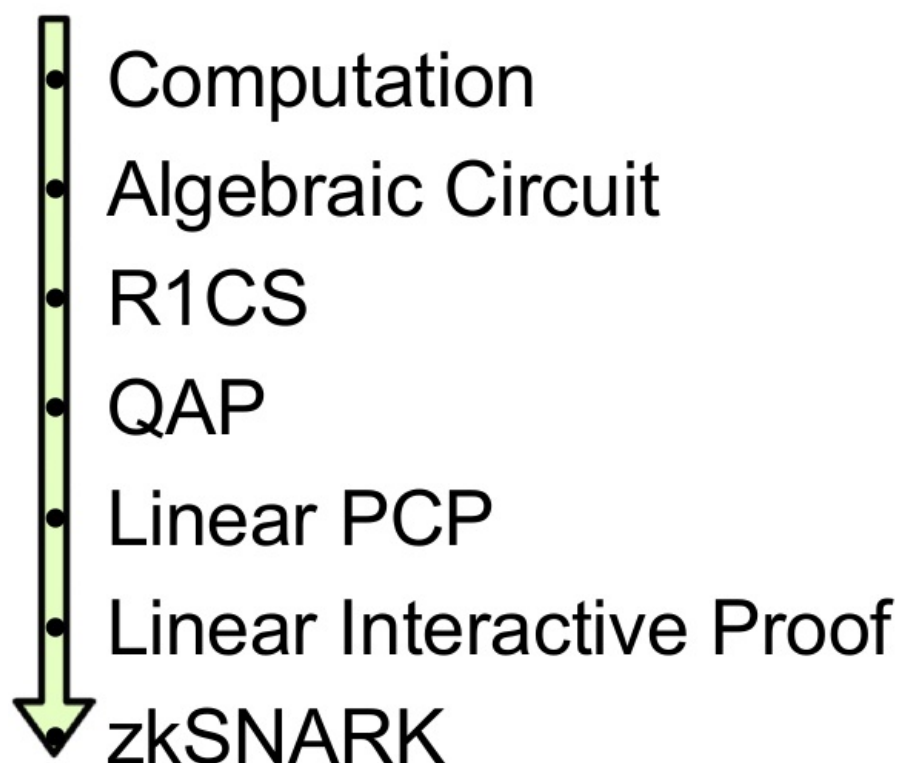 Computation
Algebraic Circuit
R1CS
QAP
Linear PCP
Linear Interactive Proof
zkSNARK